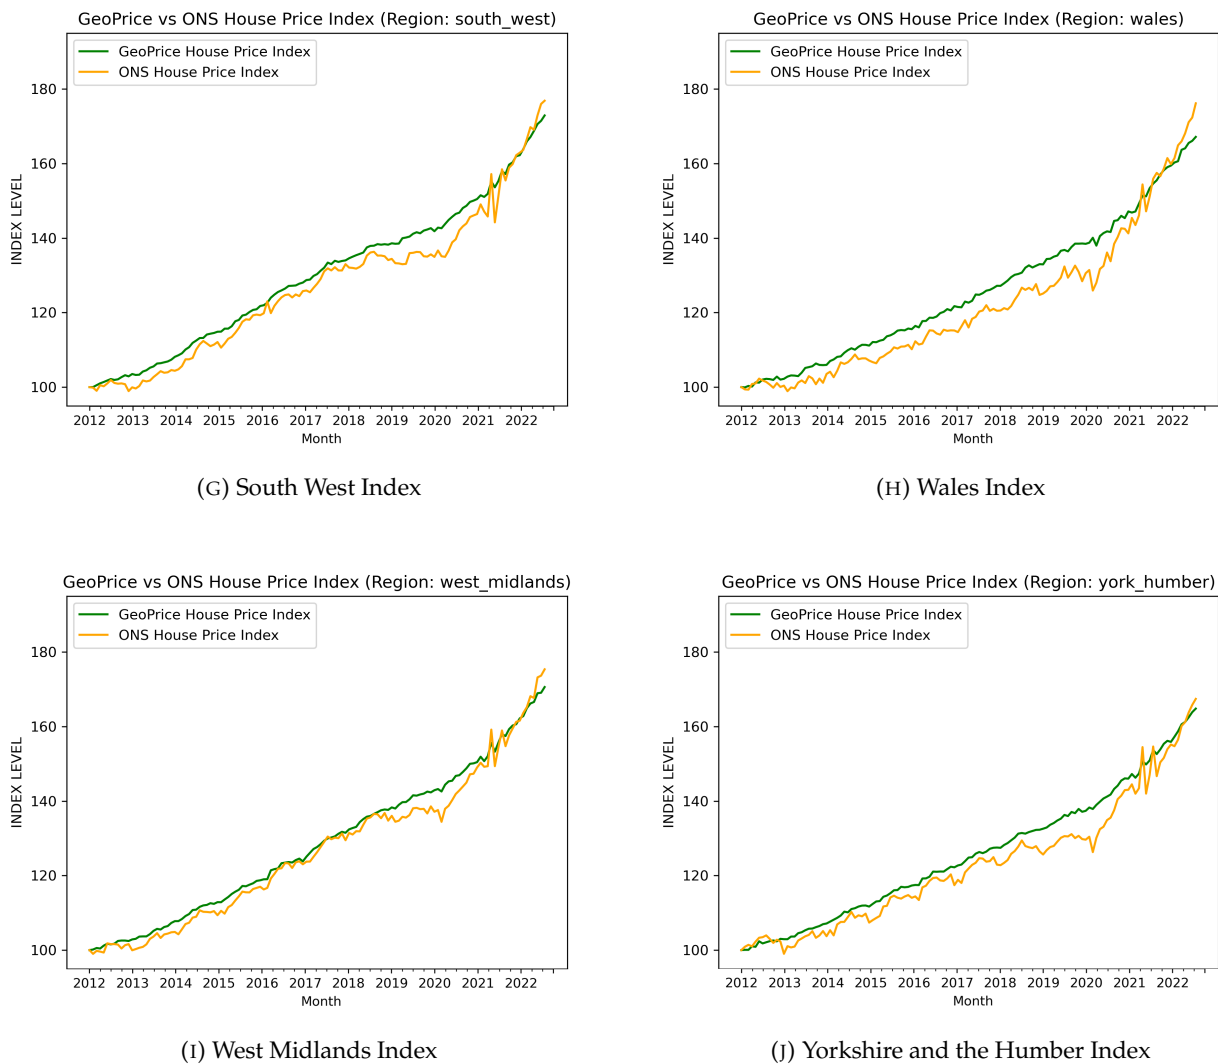 GeoPrice vs ONS House Price Index (Region: south_west)
GeoPrice House Price Index
ONS House Price Index
180
160
140
120
100
INDEX LEVEL
2012 2013 2014 2015 2016 2017 2018 2019 2020 2021 2022
Month
(G) South West Index
GeoPrice vs ONS House Price Index (Region: wales)
GeoPrice House Price Index
ONS House Price Index
180
160
140
120
100
INDEX LEVEL
2012 2013 2014 2015 2016 2017 2018 2019 2020 2021 2022
Month
(H) Wales Index
GeoPrice vs ONS House Price Index (Region: west_midlands)
GeoPrice House Price Index
ONS House Price Index
180
160
140
120
100
INDEX LEVEL
2012 2013 2014 2015 2016 2017 2018 2019 2020 2021 2022
Month
(I) West Midlands Index
GeoPrice vs ONS House Price Index (Region: york_humber)
GeoPrice House Price Index
ONS House Price Index
180
160
140
120
100
INDEX LEVEL
2012 2013 2014 2015 2016 2017 2018 2019 2020 2021 2022
Month
(J) Yorkshire and the Humber Index